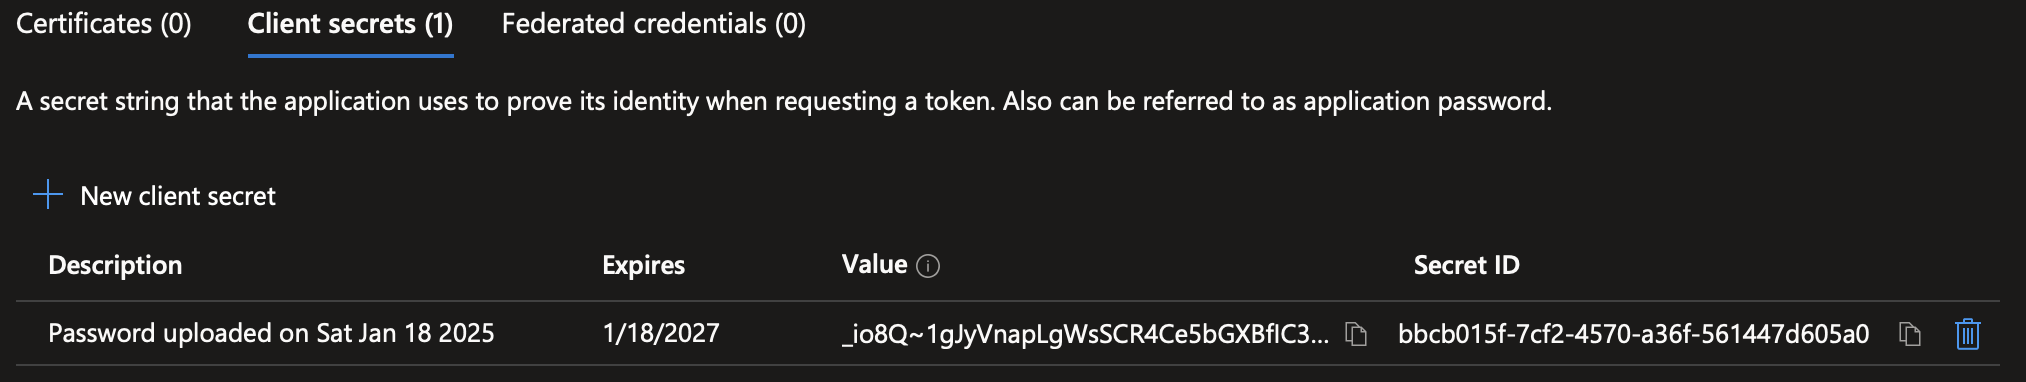 Certificates (0) Client secrets (1) Federated credentials (0)
A secret string that the application uses to prove its identity when requesting a token. Also can be referred to as application password.
New client secret
Description Expires Value Secret ID
Password uploaded on Sat Jan 18 2025 1/18/2027 _io8Q~1gJyVnapLgWsSCR4Ce5bGXBfIC3... bbcb015f-7cf2-4570-a36f-561447d605a0